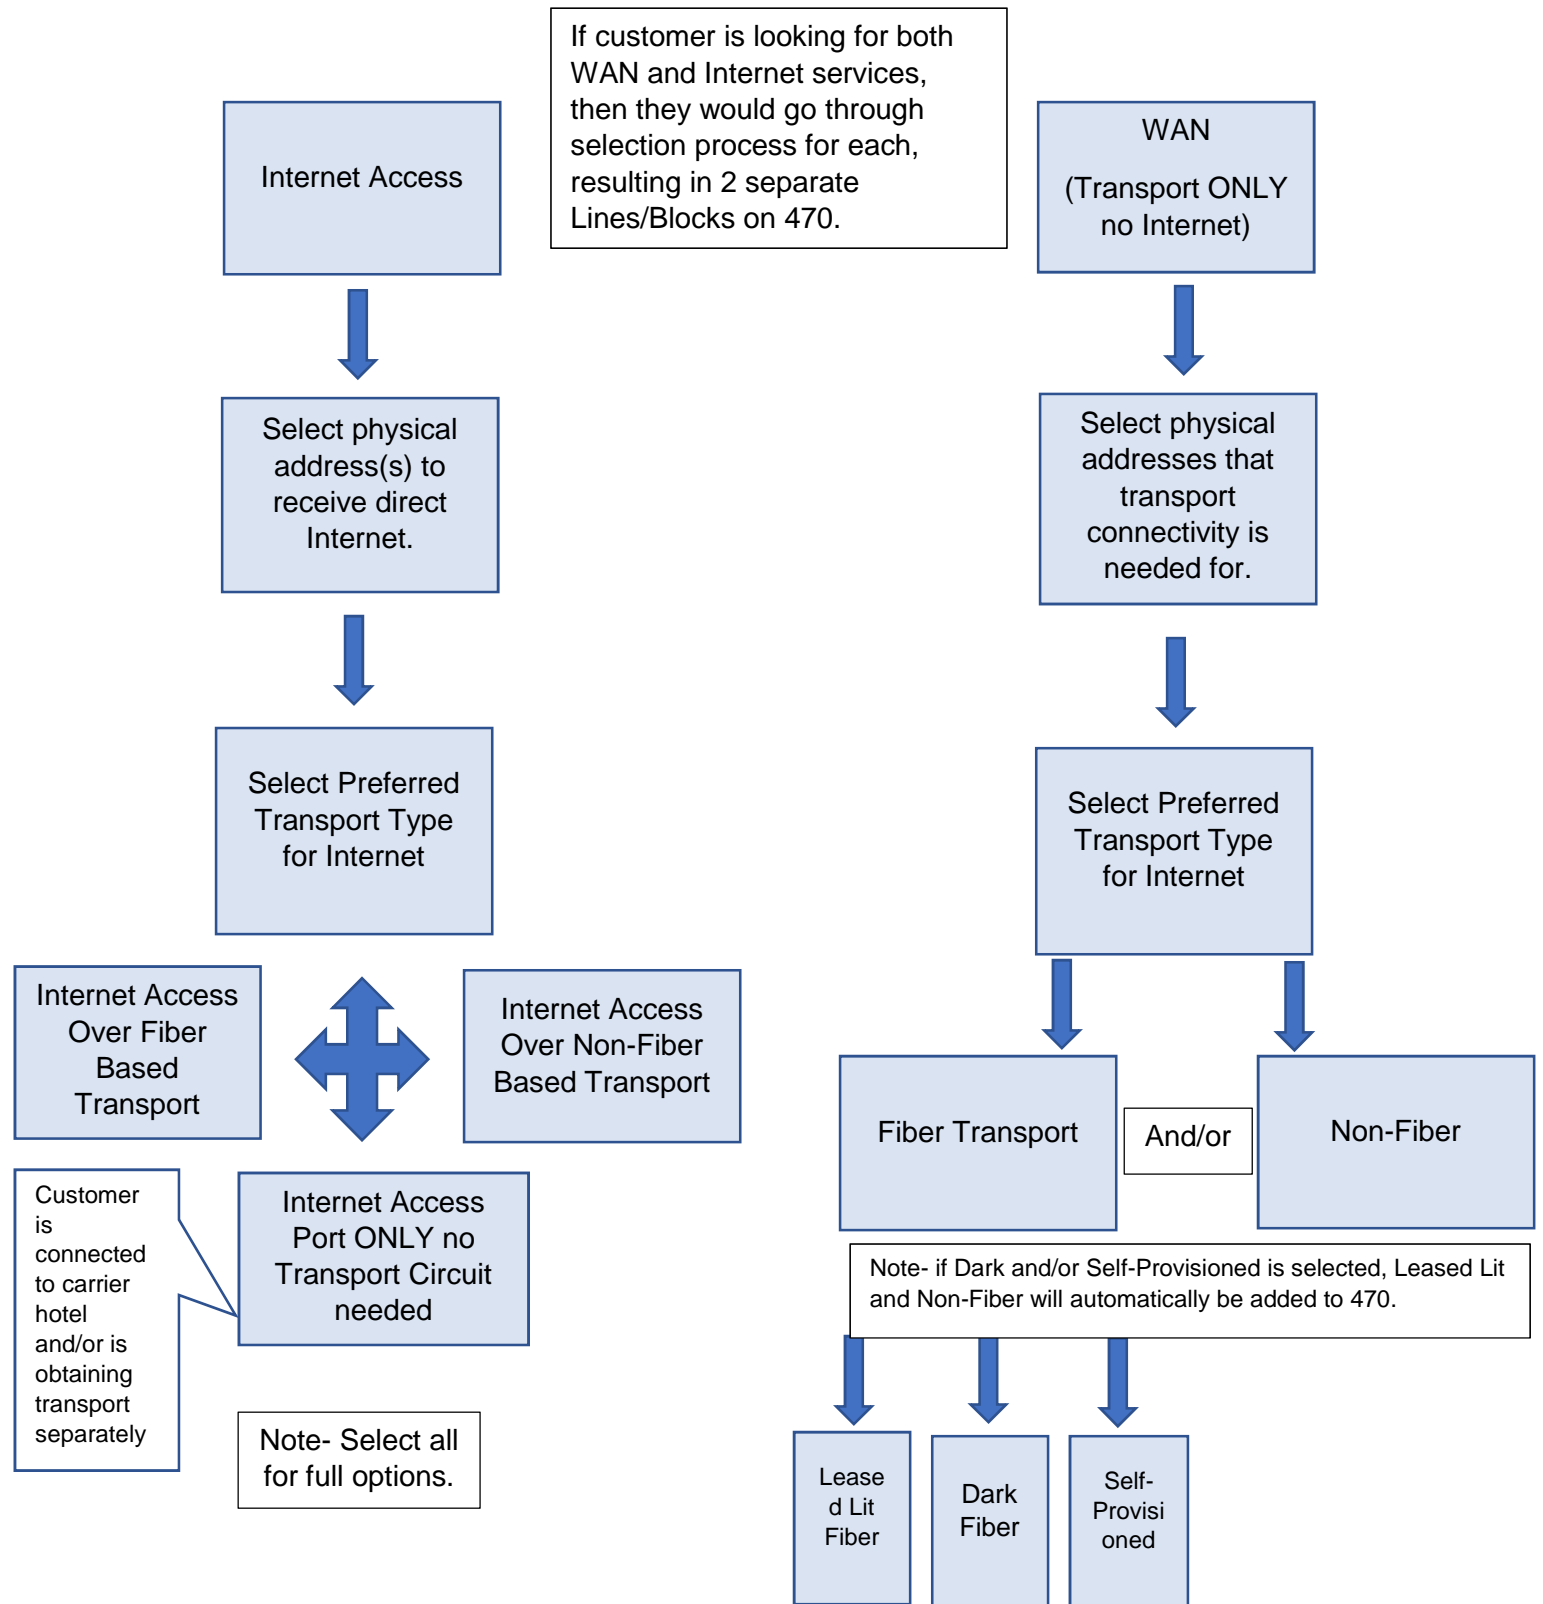 If customer is looking for both
WAN and Internet services,
then they would go through
selection process for each,
resulting in 2 separate
Lines/Blocks on 470.
Internet Access
WAN
(Transport ONLY
no Internet)
Select physical
address(s) to
receive direct
Internet.
Select physical
addresses that
transport
connectivity is
needed for.
Select Preferred
Transport Type
for Internet
Select Preferred
Transport Type
for Internet
Internet Access
Over Fiber
Based
Transport
Internet Access
Over Non-Fiber
Based Transport
Fiber Transport
And/or
Non-Fiber
Customer
is
connected
to carrier
hotel
and/or is
obtaining
transport
separately
Internet Access
Port ONLY no
Transport Circuit
needed
Note- if Dark and/or Self-Provisioned is selected, Leased Lit
and Non-Fiber will automatically be added to 470.
Note- Select all
for full options.
Lease
d Lit
Fiber
Dark
Fiber
Self-
Provisi
oned